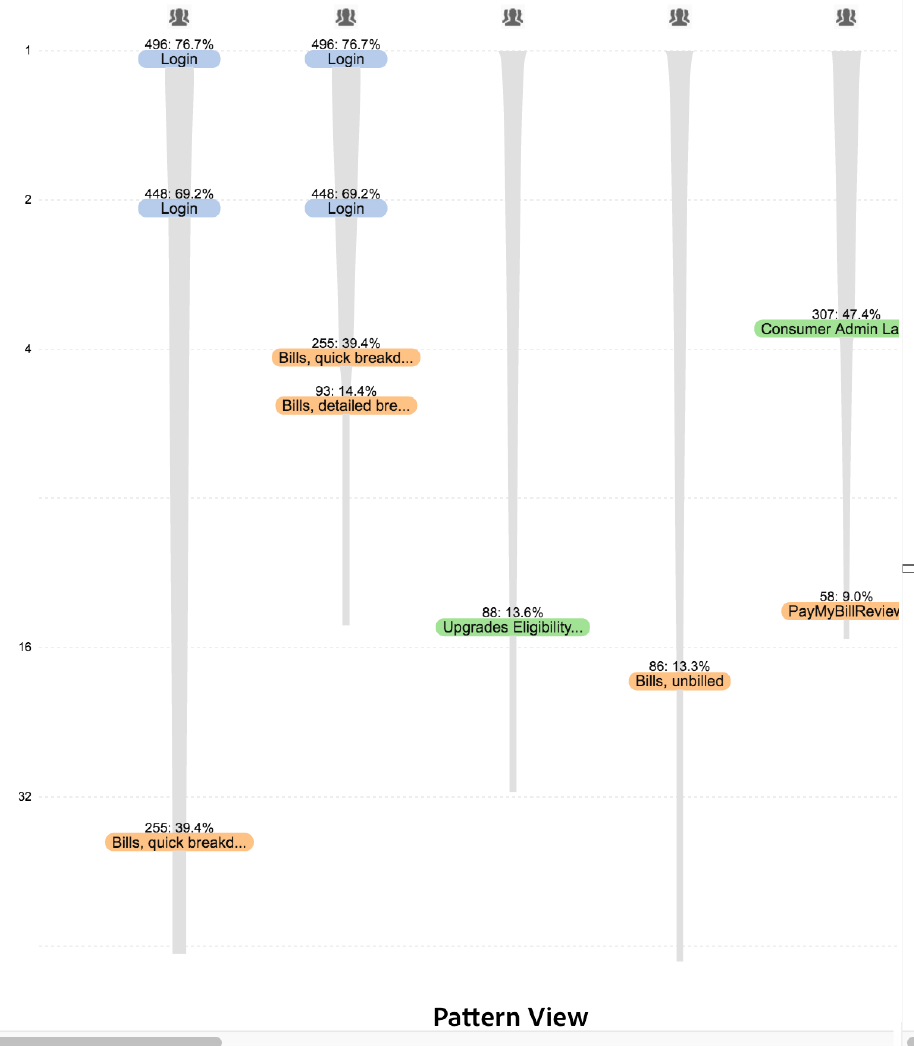 496: 76.7%
496: 76.7%
1
Login
Login
448: 69.2%
448: 69.2%
2
Login
Login
307: 47.4%
Consumer Admin La
255: 39.4%
4
Bills, quick breakd...
93: 14.4%
Bills, detailed bre...
58: 9.0%
PayMyBillReview
88: 13.6%
Upgrades Eligibility...
16
86: 13.3%
Bills, unbilled
32
255: 39.4%
Bills, quick breakd...
Pattern View